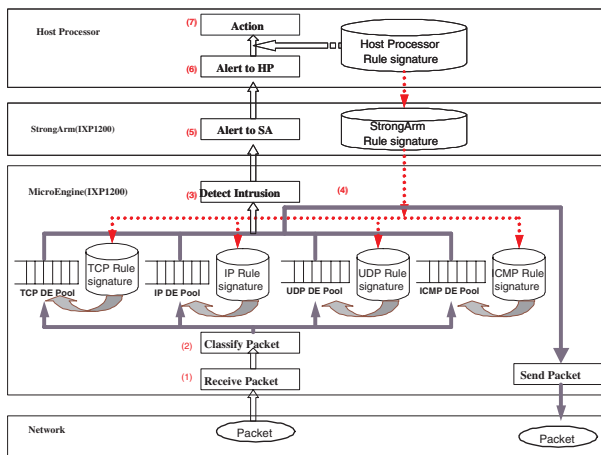 (7)
Action
Host Processor
Host Processor
Rule signature
(6)
Alert to HP
StrongArm(IXP1200)
(5)
Alert to SA
StrongArm
Rule signature
MicroEngine(IXP1200)
(3)
Detect Intrusion
(4)
TCP Rule
signature
IP Rule
signature
UDP Rule
signature
ICMP Rule
signature
TCP DE Pool
IP DE Pool
UDP DE Pool
ICMP DE Pool
(2)
Classify Packet
(1)
Receive Packet
Send Packet
Network
Packet
Packet